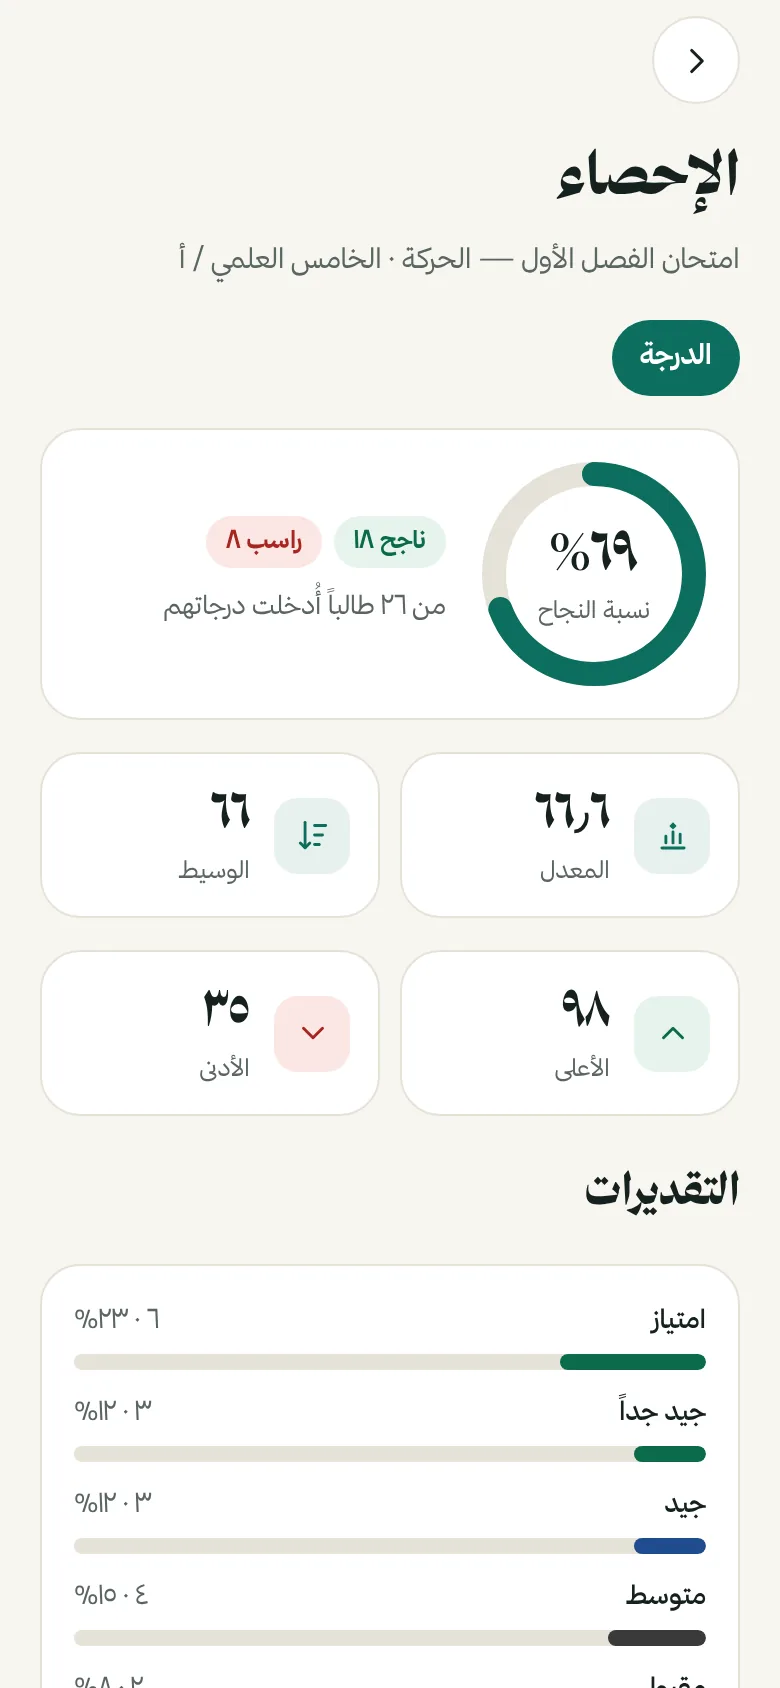 الإحصاء
امتحان الفصل الأول — الحركة · الخامس العلمي / أ
الدرجة
٦٩%
نسبة النجاح
ناجح ١٨
راسب ٨
من ٢٦ طالباً أُدخلت درجاتهم
٦٦٫٦
المعدل
٦٦
الوسيط
٩٨
الأعلى
٣٥
الأدنى
التقديرات
امتياز
٦ · ٢٣%
جيد جداً
٣ · ١٢%
جيد
٣ · ١٢%
متوسط
٤ · ١٥%